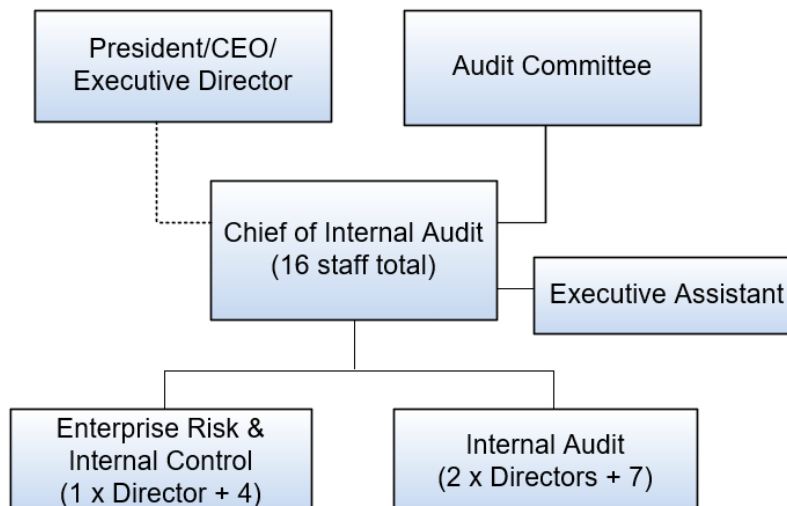 President/CEO/
Executive Director
Audit Committee
Chief of Internal Audit
(16 staff total)
Executive Assistant
Enterprise Risk &
Internal Control
(1 x Director + 4)
Internal Audit
(2 x Directors + 7)